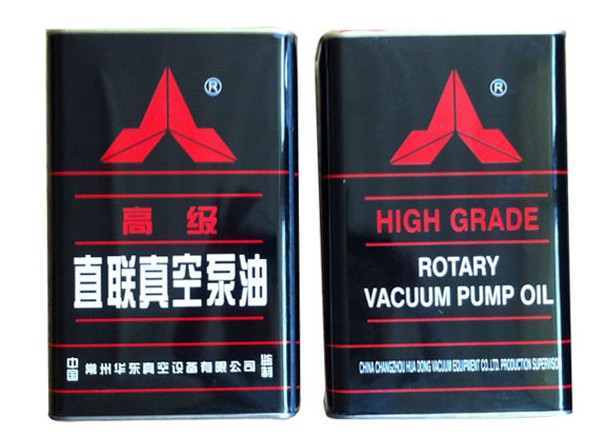 ®
高级
直联真空泵油
中国 常州华东真空设备有限公司 监制
®
HIGH GRADE
ROTARY
VACUUM PUMP OIL
CHINA CHANGZHOU HUA DONG VACUUM EQUIPMENT CO.,LTD. PRODUCTION SUPERVISION